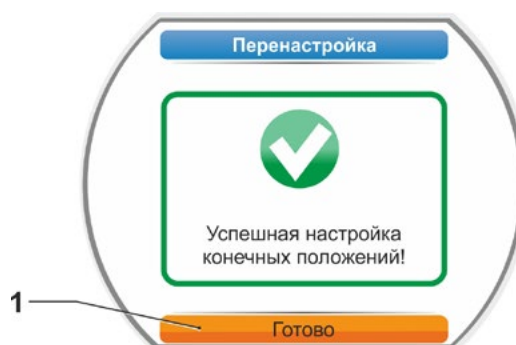 Перенастройка
Успешная настройка
конечных положений!
1
Готово